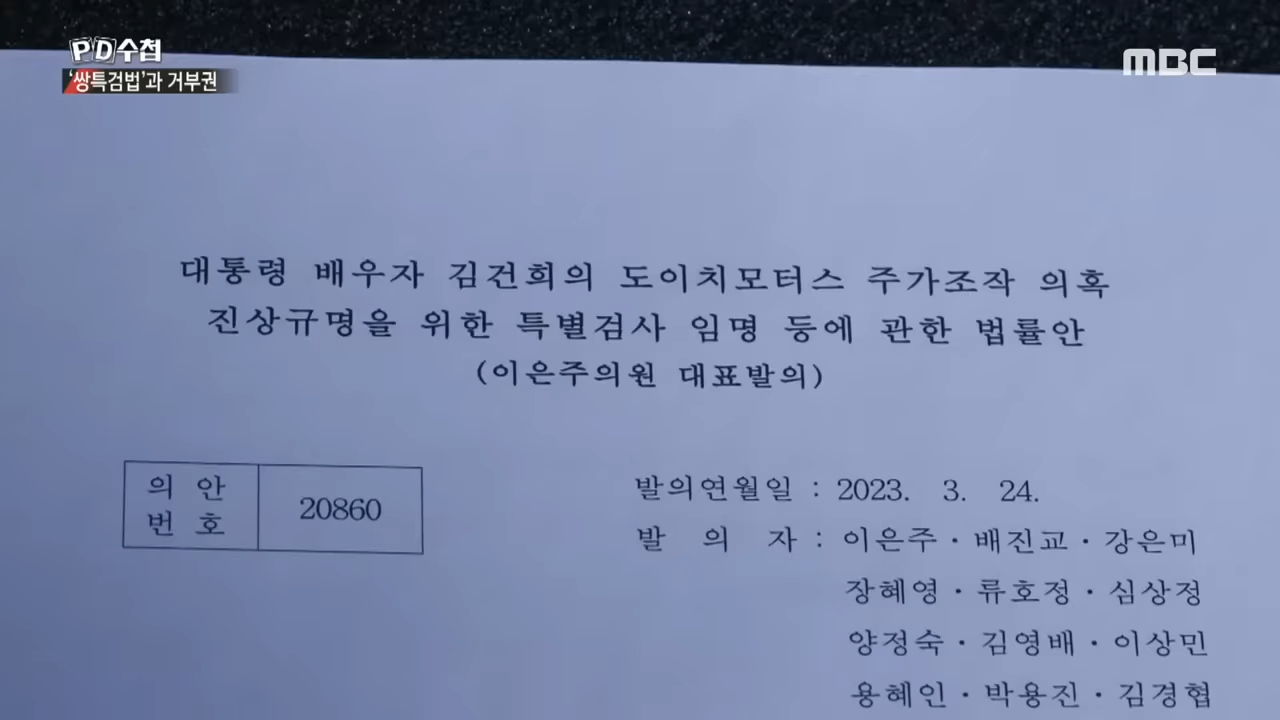 PD수첩
MBC
'쌍특검법'과 거부권
대통령 배우자 김건희의 도이치모터스 주가조작 의혹
진상규명을 위한 특별검사 임명 등에 관한 법률안
(이은주의원 대표발의)
의 안
번 호
20860
발의연월일 : 2023. 3. 24.
발 의 자 : 이은주·배진교·강은미
장혜영·류호정·심상정
양정숙·김영배·이상민
용혜인·박용진·김경협